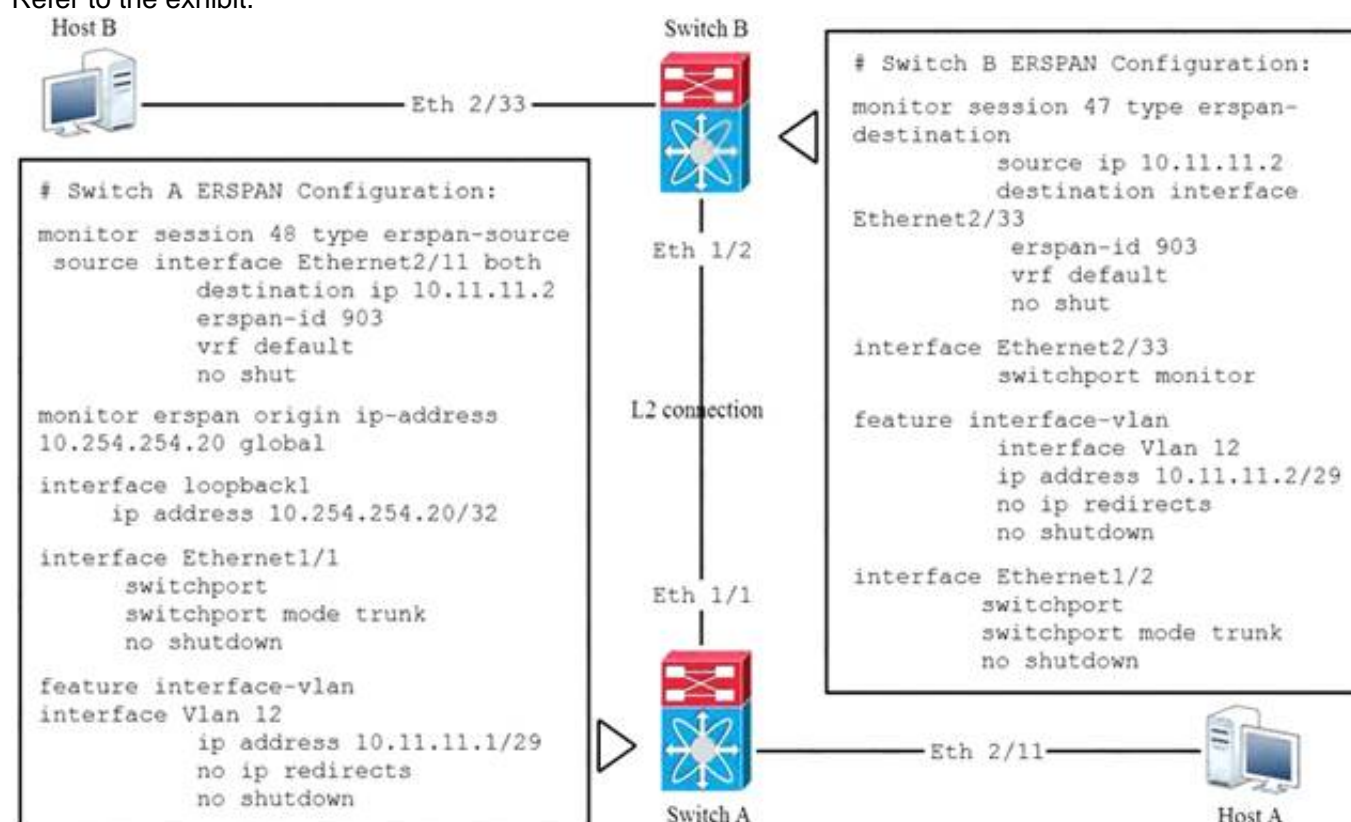 Refer to the exhibit.
Host B
Switch B
Eth 2/33
# Switch B ERSPAN Configuration:
monitor session 47 type erspan-
destination
source ip 10.11.11.2
destination interface
Ethernet2/33
erspan-id 903
vrf default
no shut
interface Ethernet2/33
switchport monitor
feature interface-vlan
interface Vlan 12
ip address 10.11.11.2/29
no ip redirects
no shutdown
interface Ethernet1/2
switchport
switchport mode trunk
no shutdown
# Switch A ERSPAN Configuration:
monitor session 48 type erspan-source
source interface Ethernet2/11 both
destination ip 10.11.11.2
erspan-id 903
vrf default
no shut
monitor erspan origin ip-address
10.254.254.20 global
interface loopback1
ip address 10.254.254.20/32
interface Ethernet1/1
switchport
switchport mode trunk
no shutdown
feature interface-vlan
interface Vlan 12
ip address 10.11.11.1/29
no ip redirects
no shutdown
Eth 1/2
L2 connection
Eth 1/1
Eth 2/11
Switch A
Host A